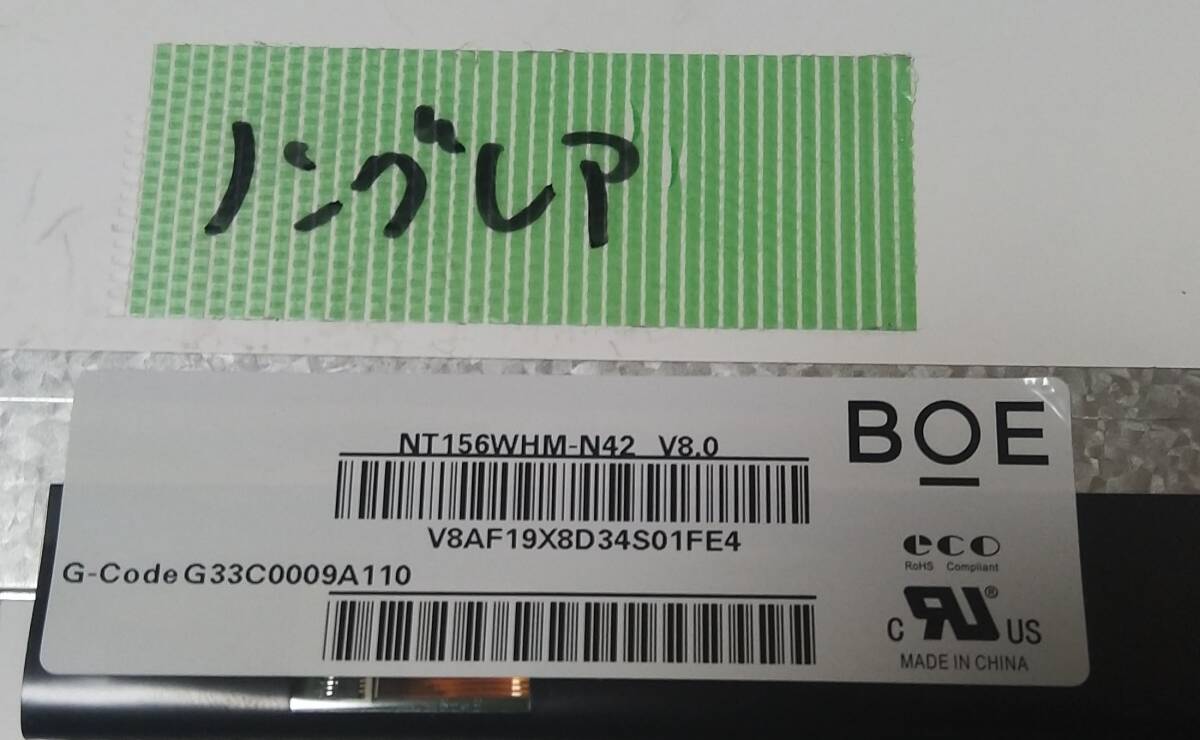 ノングレア
NT156WHM-N42 V8.0
BOE
V8AF19X8D34S01FE4
eco
RoHS Compliant
G-Code G33C0009A110
C RU® US
MADE IN CHINA